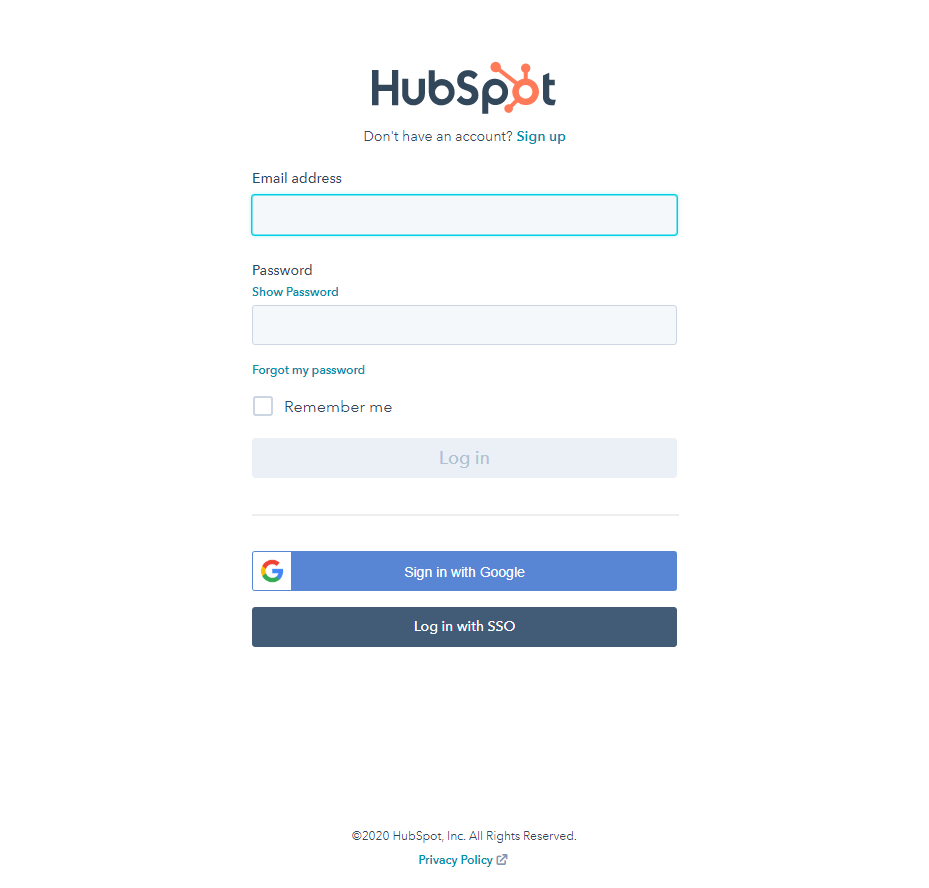 HubSpot
Don't have an account? Sign up
Email address
Password
Show Password
Forgot my password
Remember me
Log in
Sign in with Google
Log in with SSO
©2020 HubSpot, Inc. All Rights Reserved.
Privacy Policy